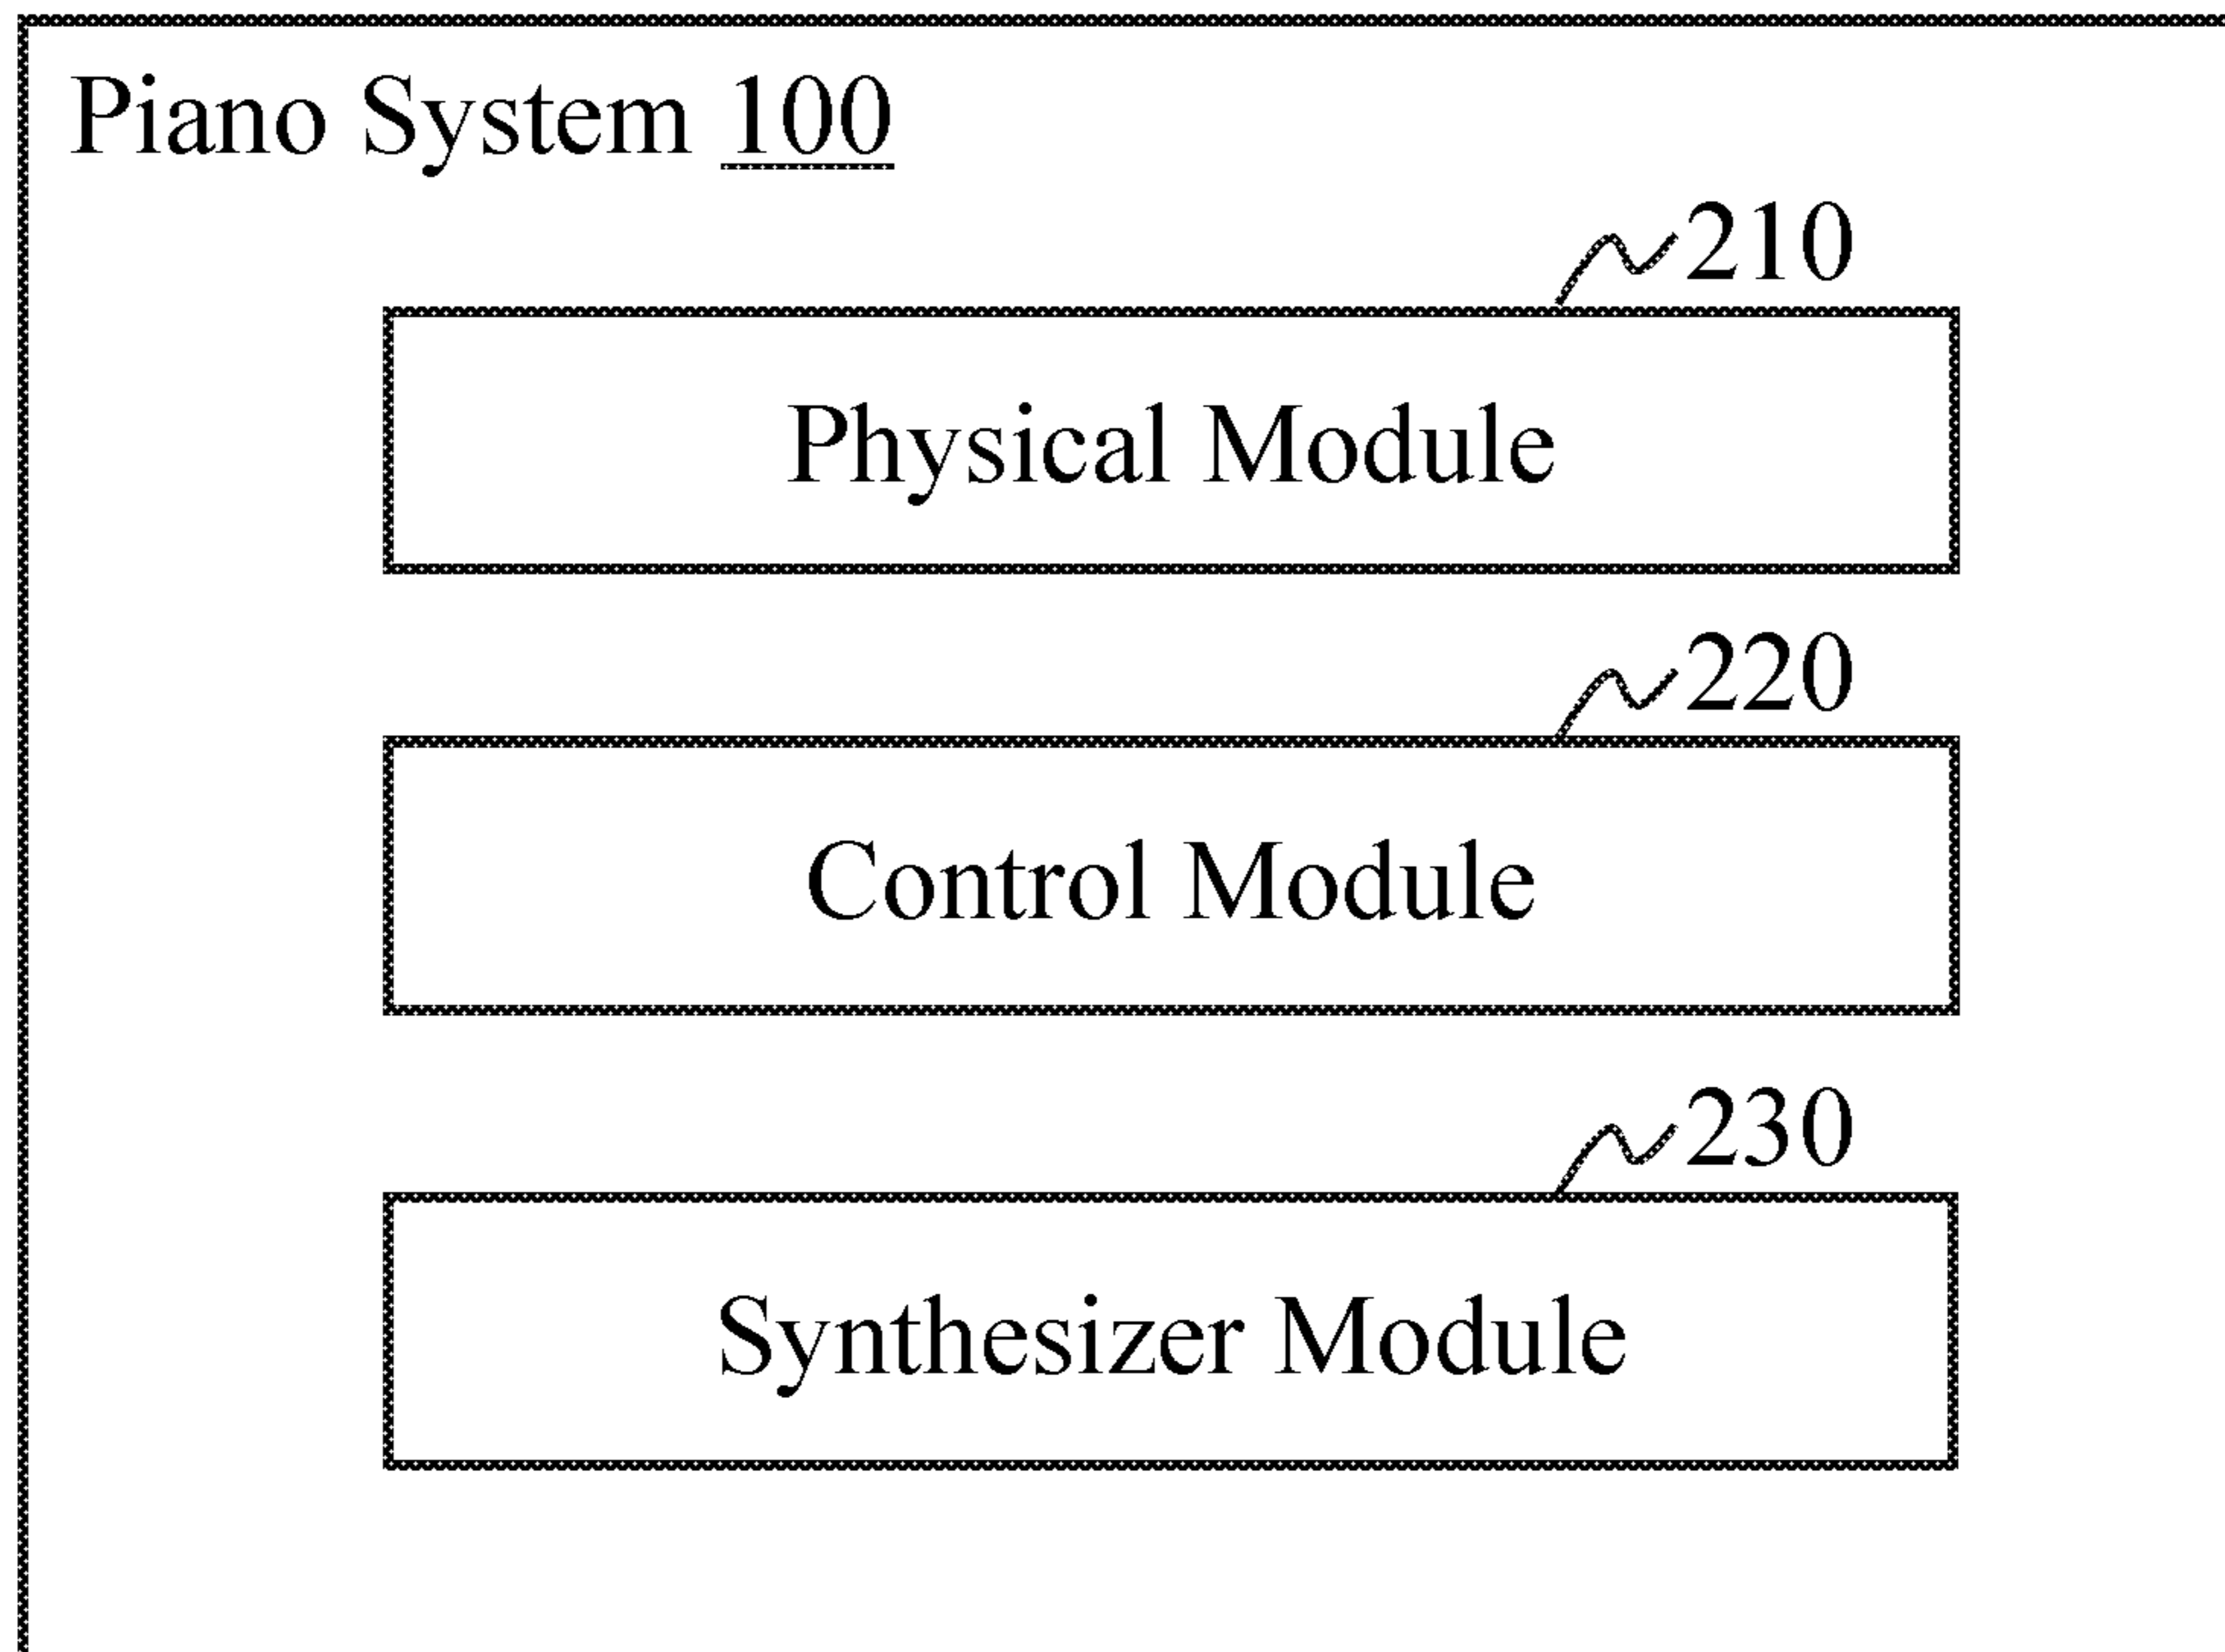 Piano System 100
210
Physical Module
220
Control Module
230
Synthesizer Module